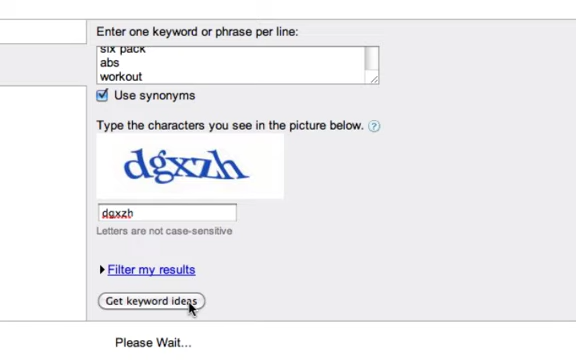 Enter one keyword or phrase per line:
six pack
abs
workout
Use synonyms
Type the characters you see in the picture below. ?
dgxzh
dgxzh
Letters are not case-sensitive
Filter my results
Get keyword ideas
Please Wait...